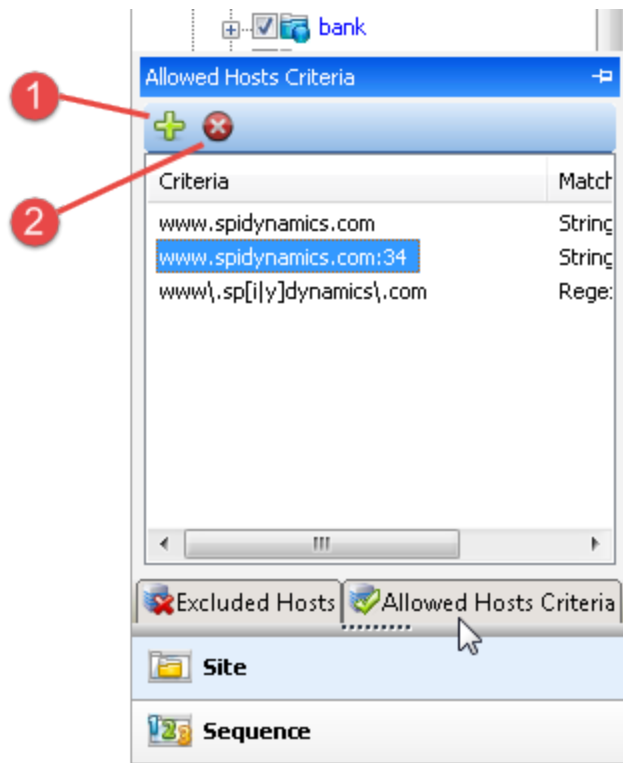 bank
Allowed Hosts Criteria
1
2
Criteria Match
www.spidynamics.com String
www.spidynamics.com:34 String
www\.sp[i|y]dynamics\.com Rege
Excluded Hosts Allowed Hosts Criteria
Site
123 Sequence